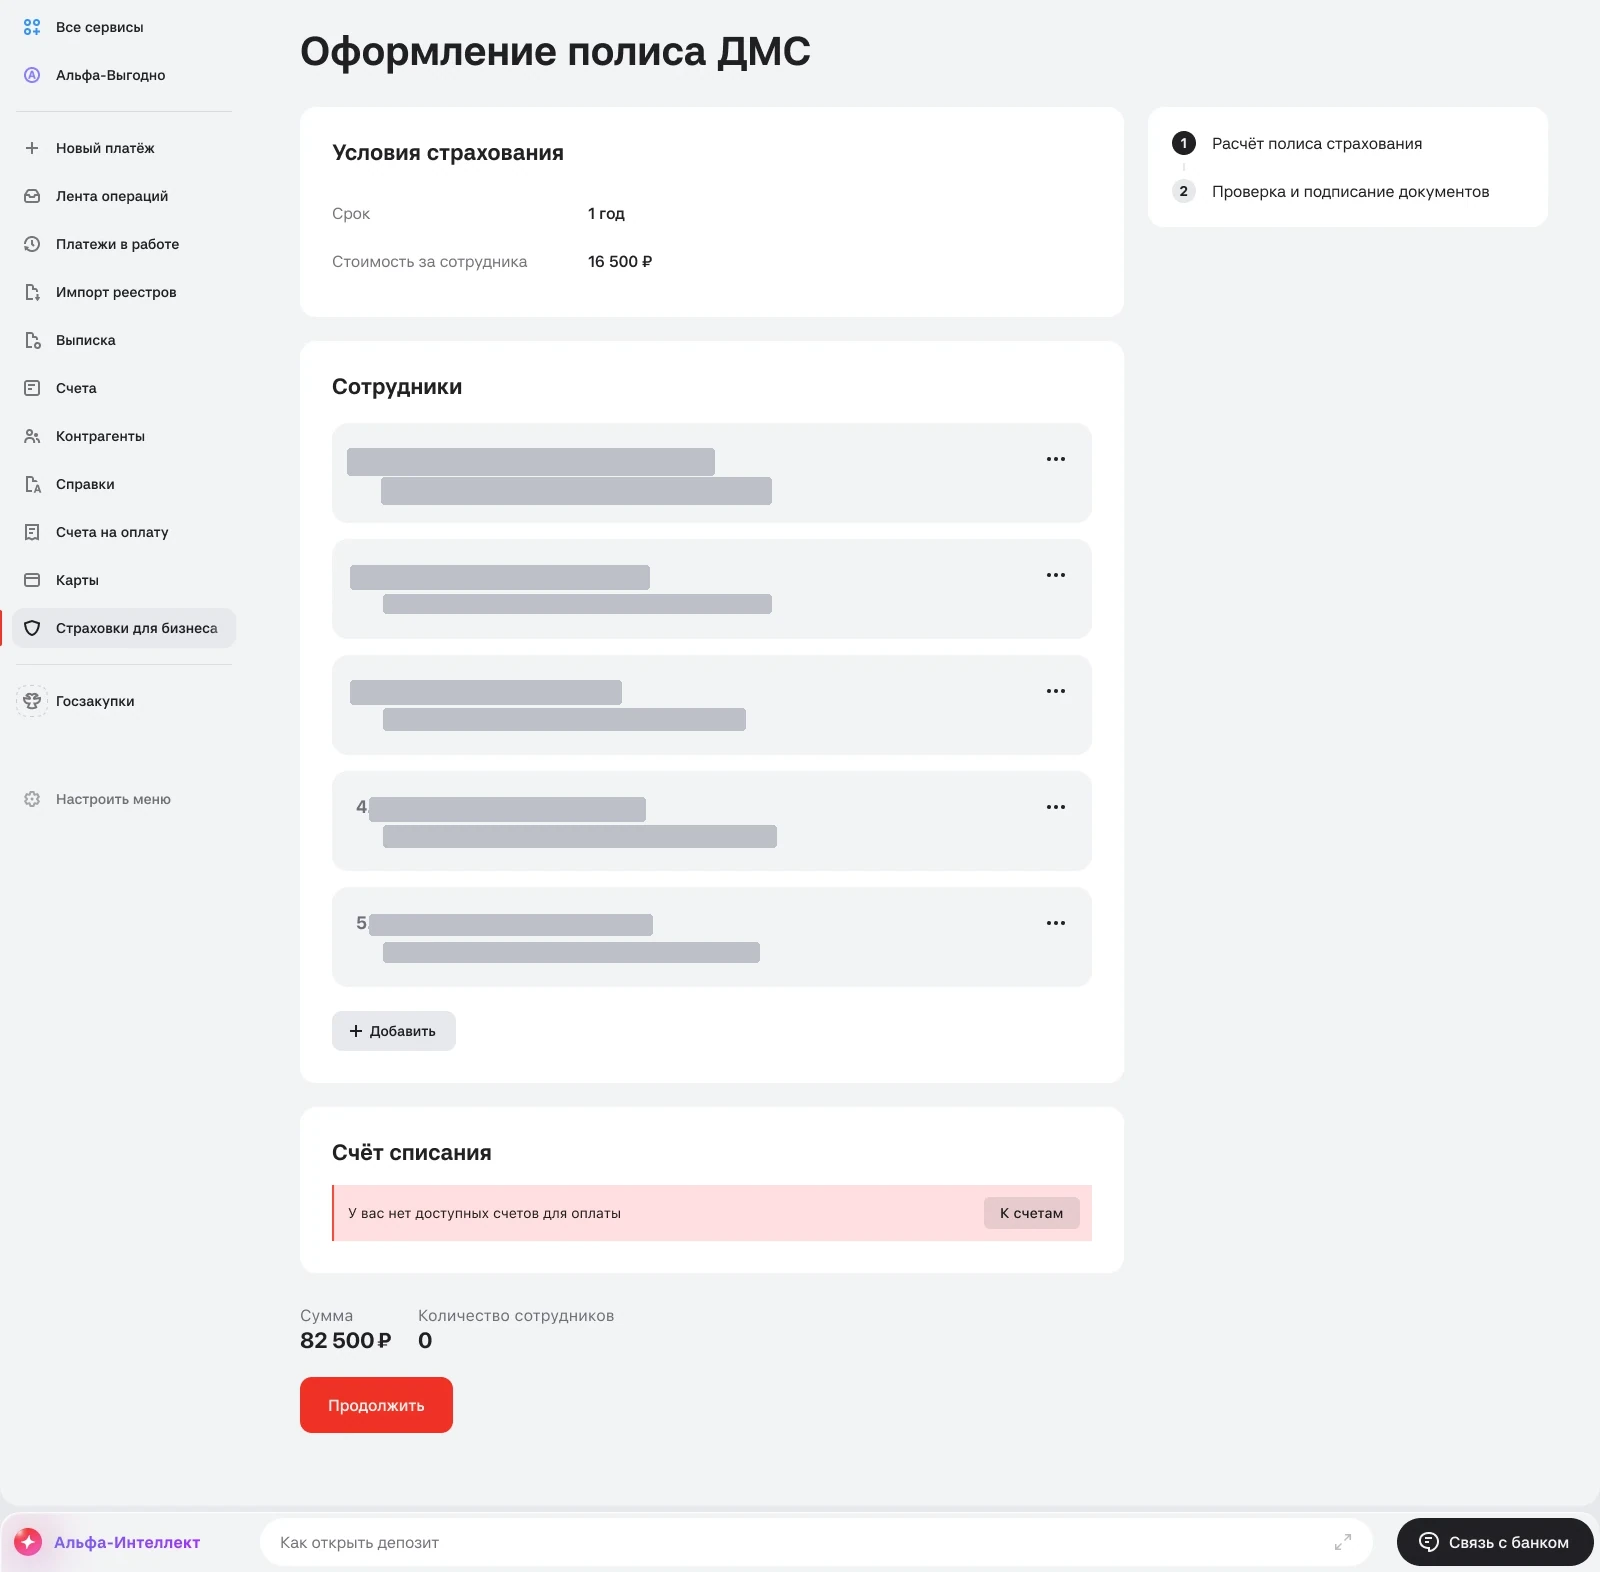 Все сервисы
Альфа-Выгодно
Новый платёж
Лента операций
Платежи в работе
Импорт реестров
Выписка
Счета
Контрагенты
Справки
Счета на оплату
Карты
Страховки для бизнеса
Госзакупки
Настроить меню
Оформление полиса ДМС
Условия страхования
Срок 1 год
Стоимость за сотрудника 16 500 ₽
1 Расчёт полиса страхования
2 Проверка и подписание документов
Сотрудники
4
5
Добавить
Счёт списания
У вас нет доступных счетов для оплаты К счетам
Сумма Количество сотрудников
82 500 ₽ 0
Продолжить
Альфа-Интеллект
Как открыть депозит
Связь с банком